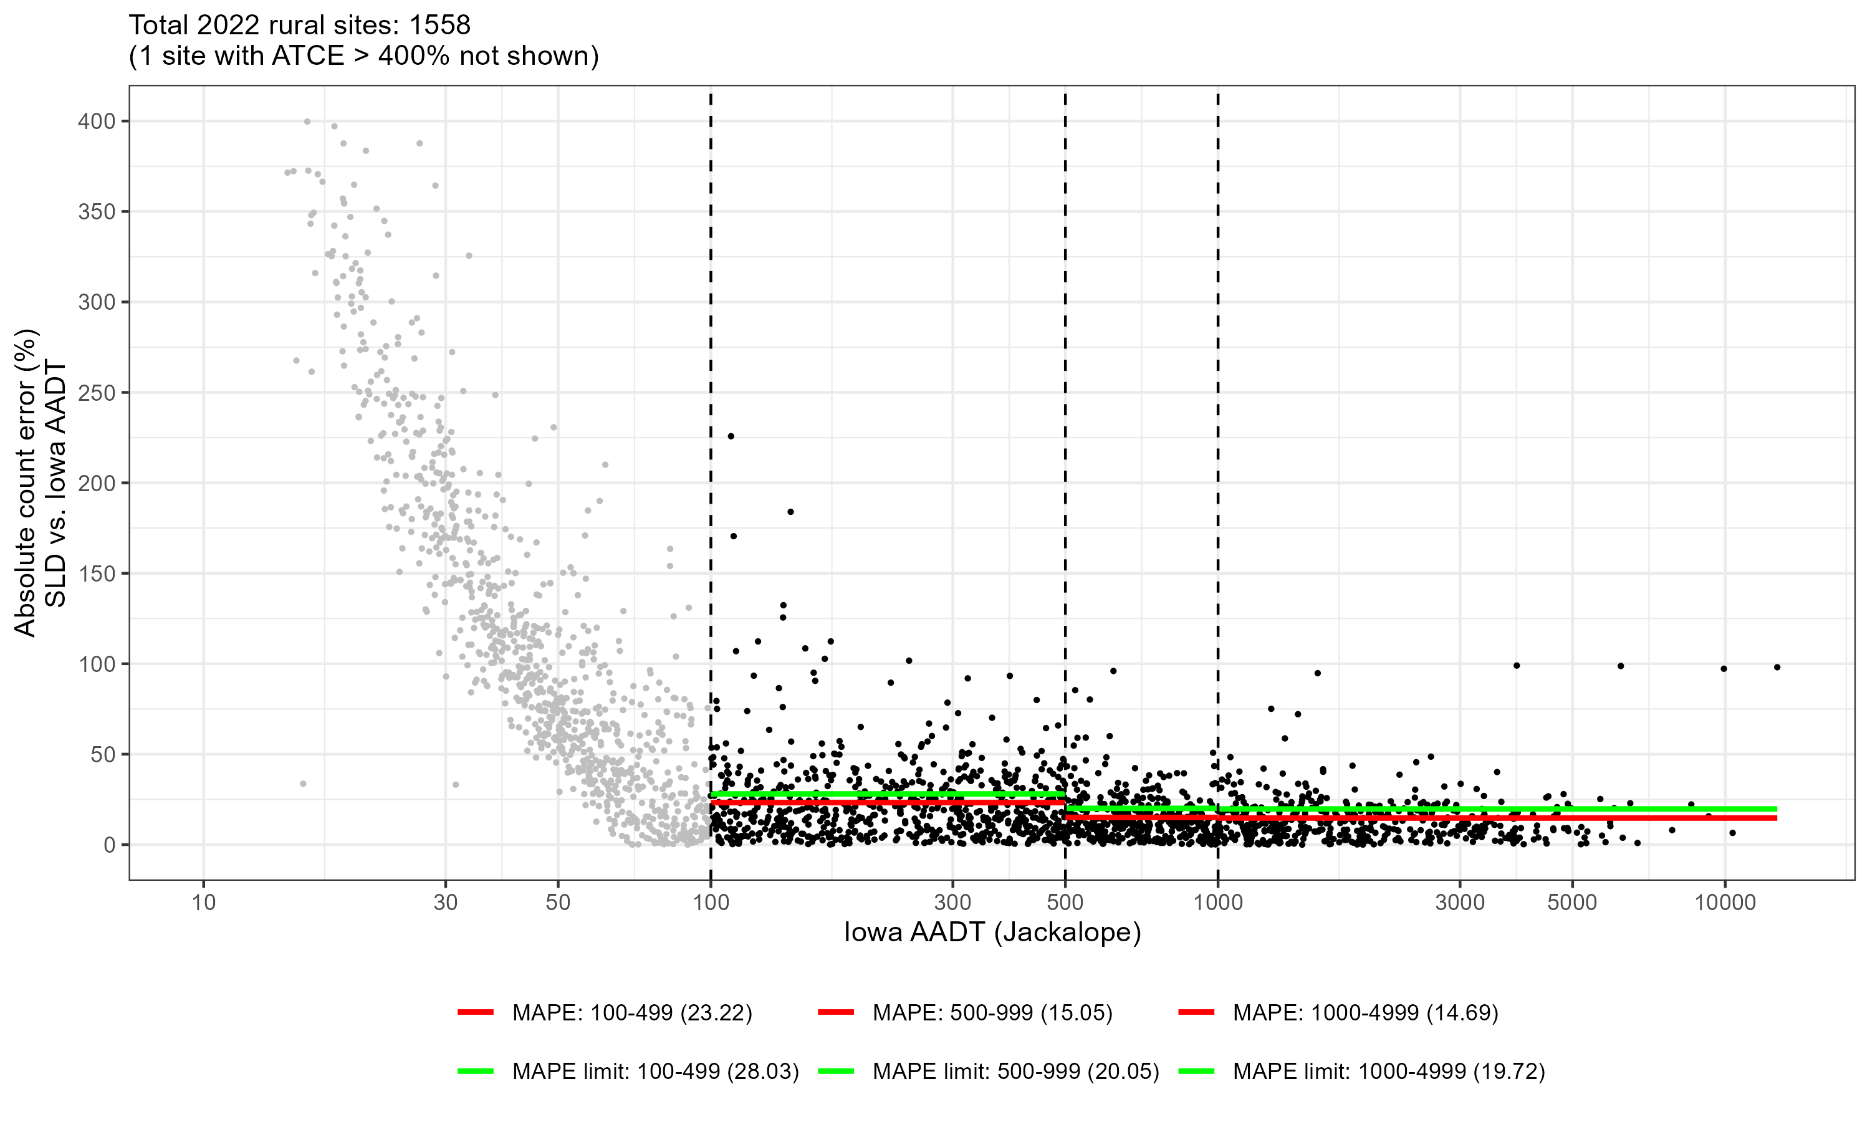 Total 2022 rural sites: 1558
(1 site with ATCE > 400% not shown)
Absolute count error (%)
SLD vs. Iowa AADT
400
350
300
250
200
150
100
50
0
10 30 50 100 300 500 1000 3000 5000 10000
Iowa AADT (Jackalope)
MAPE: 100-499 (23.22) MAPE: 500-999 (15.05) MAPE: 1000-4999 (14.69)
MAPE limit: 100-499 (28.03) MAPE limit: 500-999 (20.05) MAPE limit: 1000-4999 (19.72)